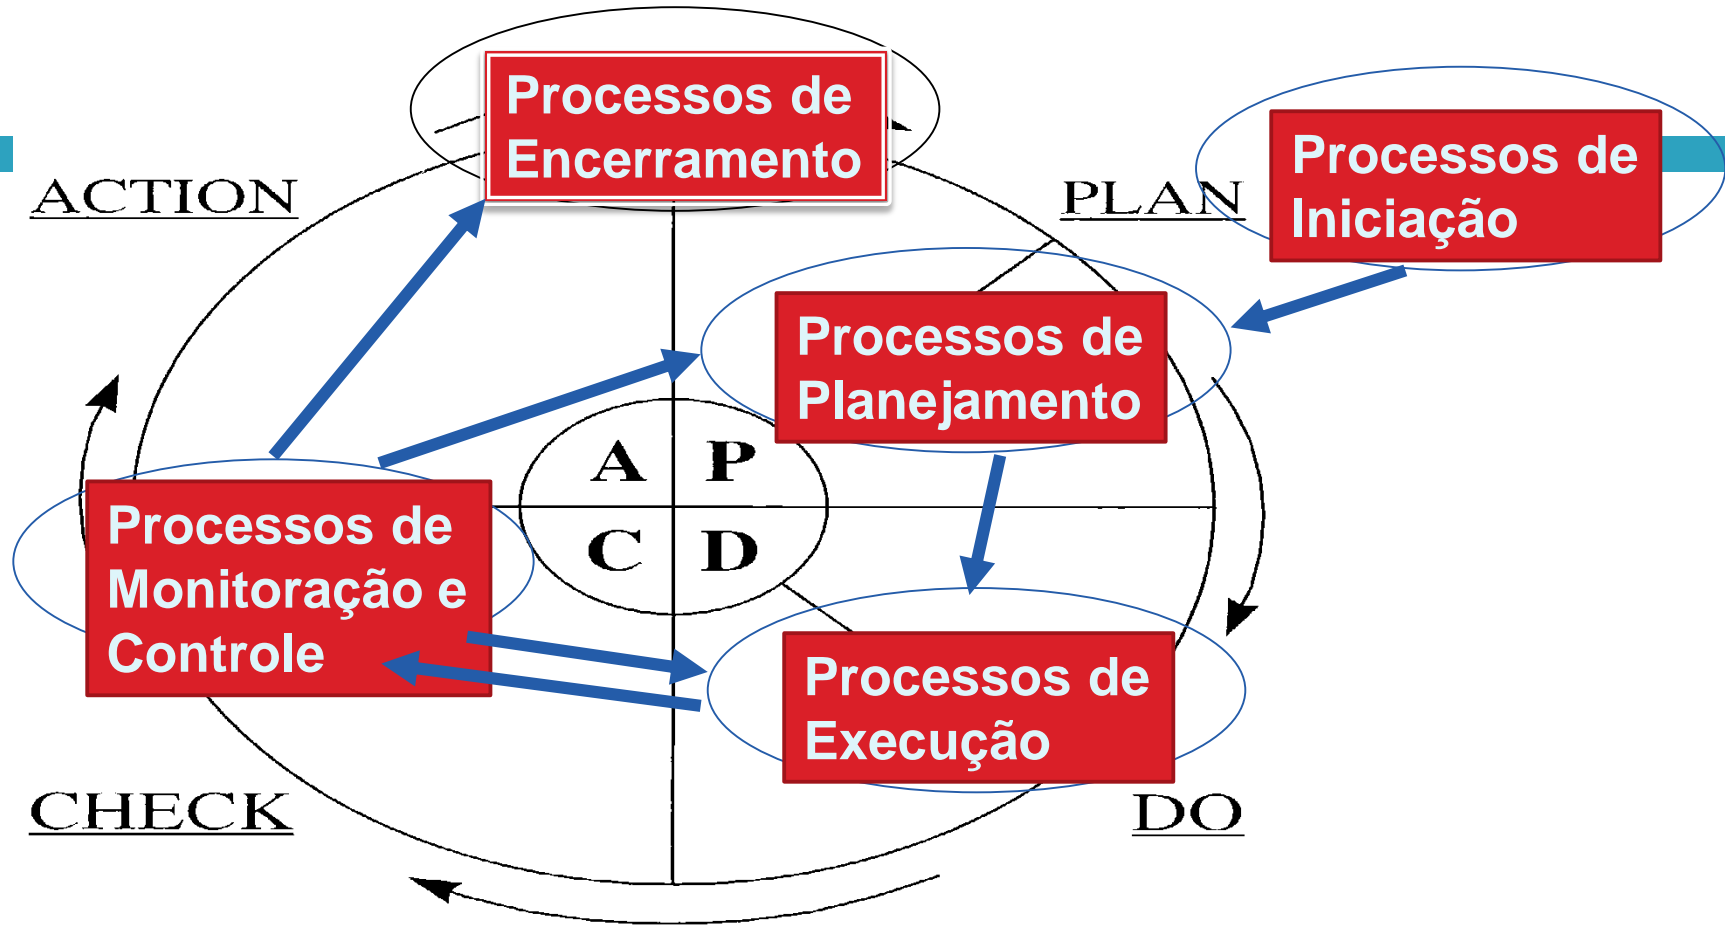 Processos de
Encerramento
Processos de
Iniciação
ACTION
PLAN
Processos de
Planejamento
A P
C D
Processos de
Monitoração e
Controle
Processos de
Execução
CHECK
DO